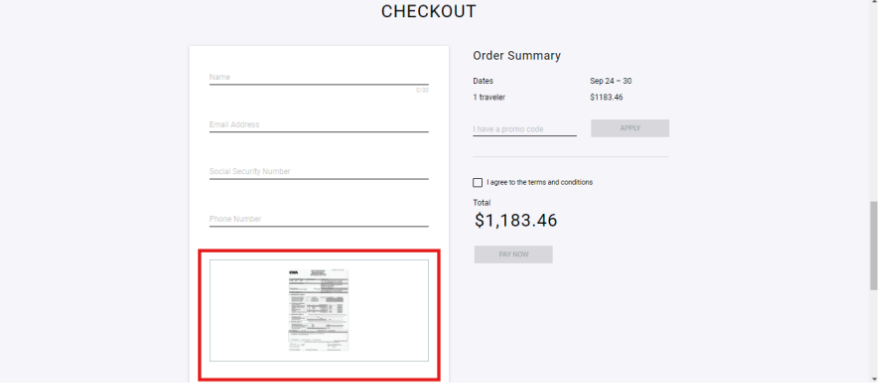 CHECKOUT
Name
0/30
Email Address
Social Security Number
Phone Number
Order Summary
Dates Sep 24 – 30
1 traveler $1183.46
I have a promo code APPLY
I agree to the terms and conditions
Total
$1,183.46
PAY NOW